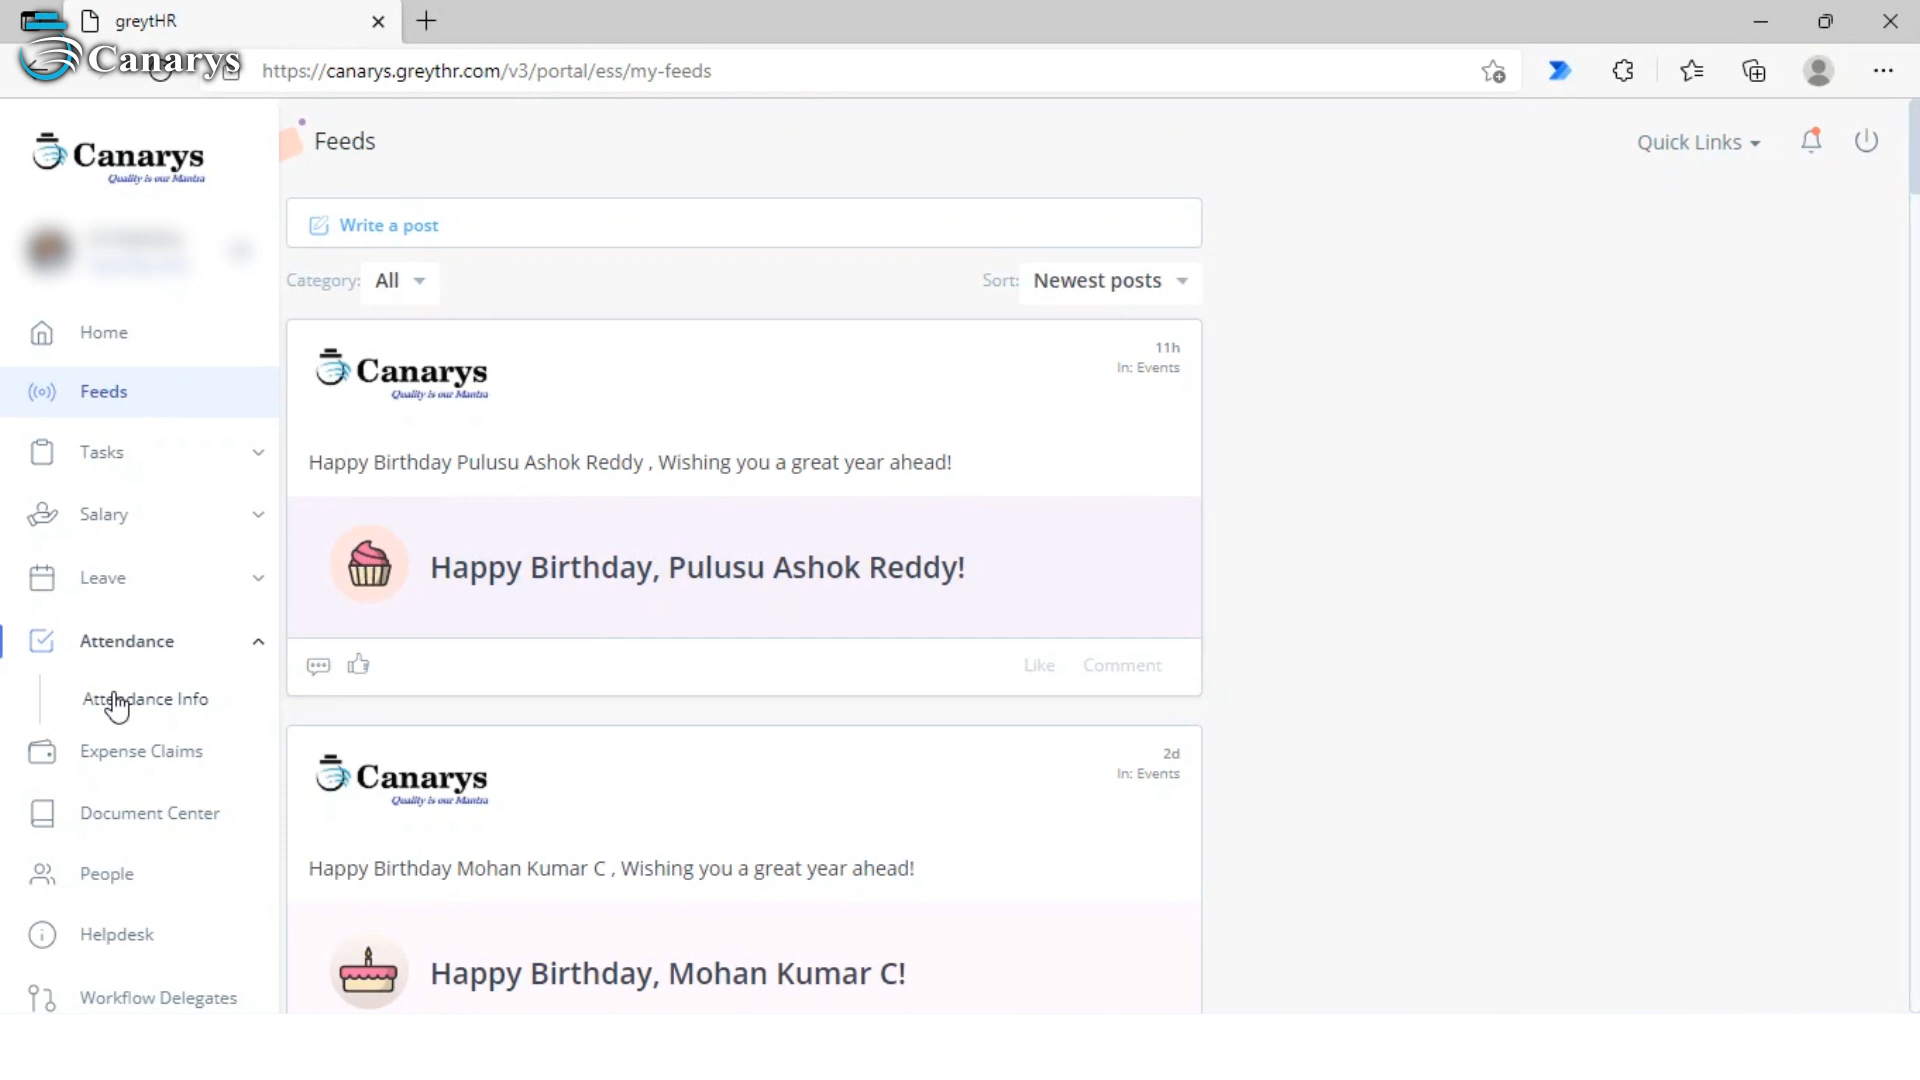 greytHR
Canarys
https://canarys.greythr.com/v3/portal/ess/my-feeds
Canarys
Quality is our Mantra
Feeds
Quick Links
Write a post
Category: All
Sort: Newest posts
Home
Feeds
Tasks
Salary
Leave
Attendance
Attendance Info
Expense Claims
Document Center
People
Helpdesk
Workflow Delegates
Canarys
Quality is our Mantra
11h
In: Events
Happy Birthday Pulusu Ashok Reddy , Wishing you a great year ahead!
Happy Birthday, Pulusu Ashok Reddy!
Like Comment
Canarys
Quality is our Mantra
2d
In: Events
Happy Birthday Mohan Kumar C , Wishing you a great year ahead!
Happy Birthday, Mohan Kumar C!